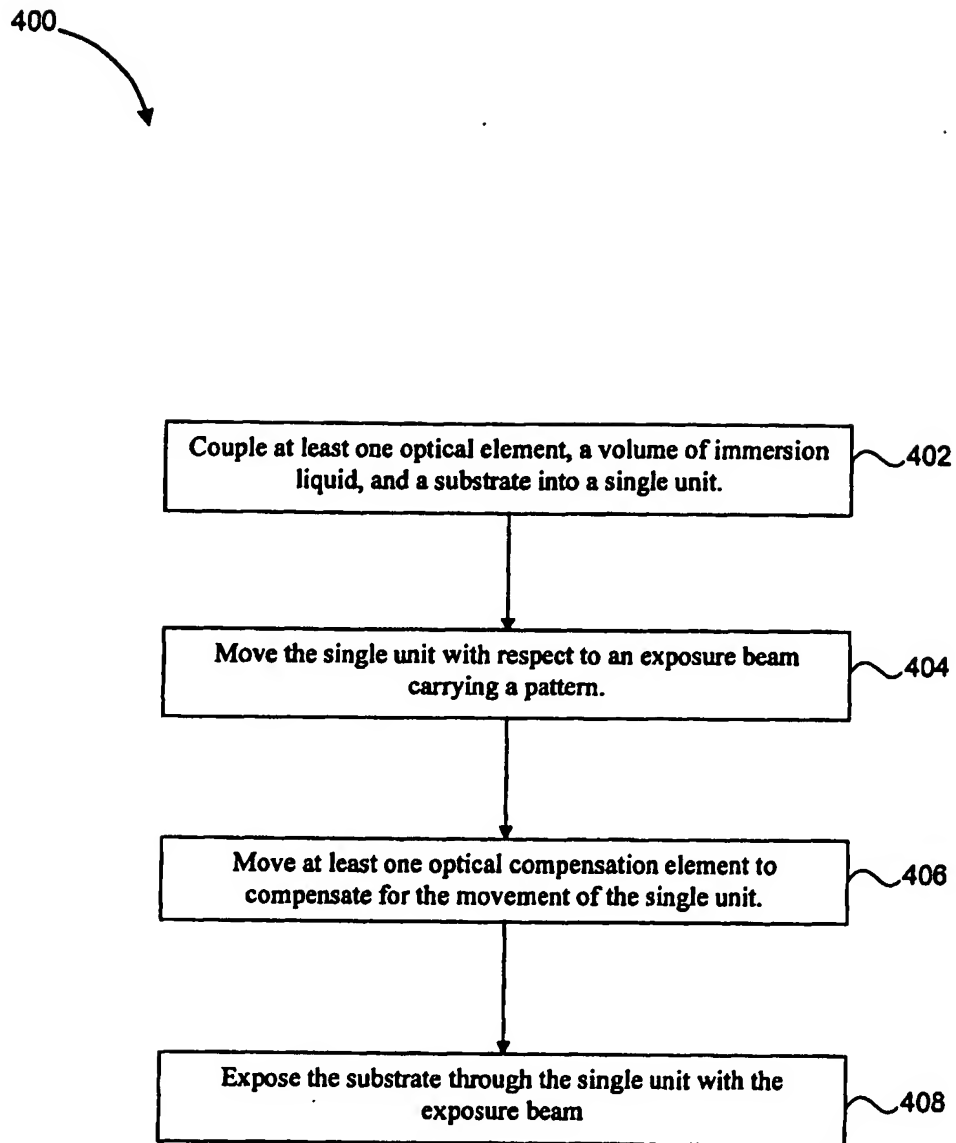 400
Couple at least one optical element, a volume of immersion
liquid, and a substrate into a single unit.
402
Move the single unit with respect to an exposure beam
carrying a pattern.
404
Move at least one optical compensation element to
compensate for the movement of the single unit.
406
Expose the substrate through the single unit with the
exposure beam
408